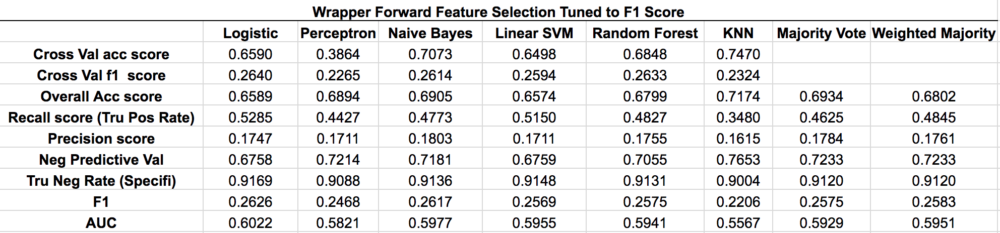 Wrapper Forward Feature Selection Tuned to F1 Score
Logistic Perceptron Naive Bayes Linear SVM Random Forest KNN Majority Vote Weighted Majority
Cross Val acc score 0.6590 0.3864 0.7073 0.6498 0.6848 0.7470
Cross Val f1  score 0.2640 0.2265 0.2614 0.2594 0.2633 0.2324
Overall Acc score 0.6589 0.6894 0.6905 0.6574 0.6799 0.7174 0.6934 0.6802
Recall score (Tru Pos Rate) 0.5285 0.4427 0.4773 0.5150 0.4827 0.3480 0.4625 0.4845
Precision score 0.1747 0.1711 0.1803 0.1711 0.1755 0.1615 0.1784 0.1761
Neg Predictive Val 0.6758 0.7214 0.7181 0.6759 0.7055 0.7653 0.7233 0.7233
Tru Neg Rate (Specifi) 0.9169 0.9088 0.9136 0.9148 0.9131 0.9004 0.9120 0.9120
F1 0.2626 0.2468 0.2617 0.2569 0.2575 0.2206 0.2575 0.2583
AUC 0.6022 0.5821 0.5977 0.5955 0.5941 0.5567 0.5929 0.5951